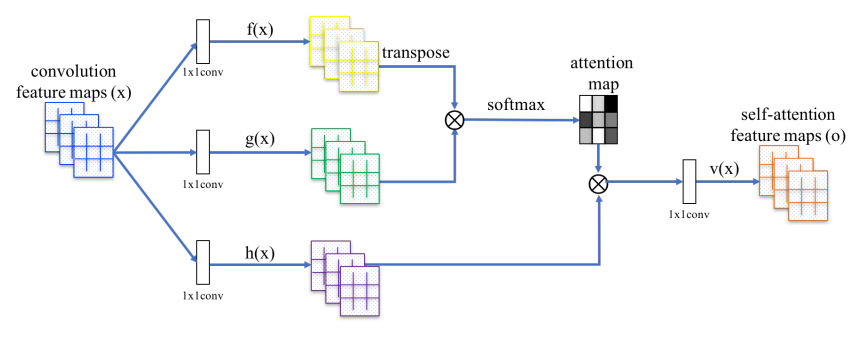 convolution
feature maps (x)
1x1conv
f(x)
transpose
1x1conv
g(x)
1x1conv
h(x)
softmax
attention
map
1x1conv
v(x)
self-attention
feature maps (o)